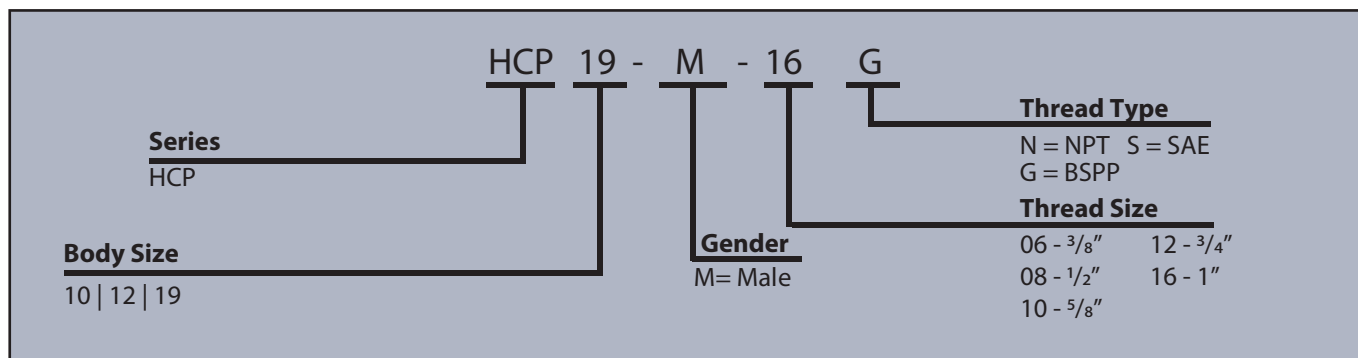 HCP 19 - M - 16 G
Series
HCP
Body Size
10 | 12 | 19
Gender
M= Male
Thread Type
N = NPT S = SAE
G = BSPP
Thread Size
06 - ³/₈” 12 - ³/₄”
08 - ¹/₂” 16 - 1”
10 - ⁵/₈”